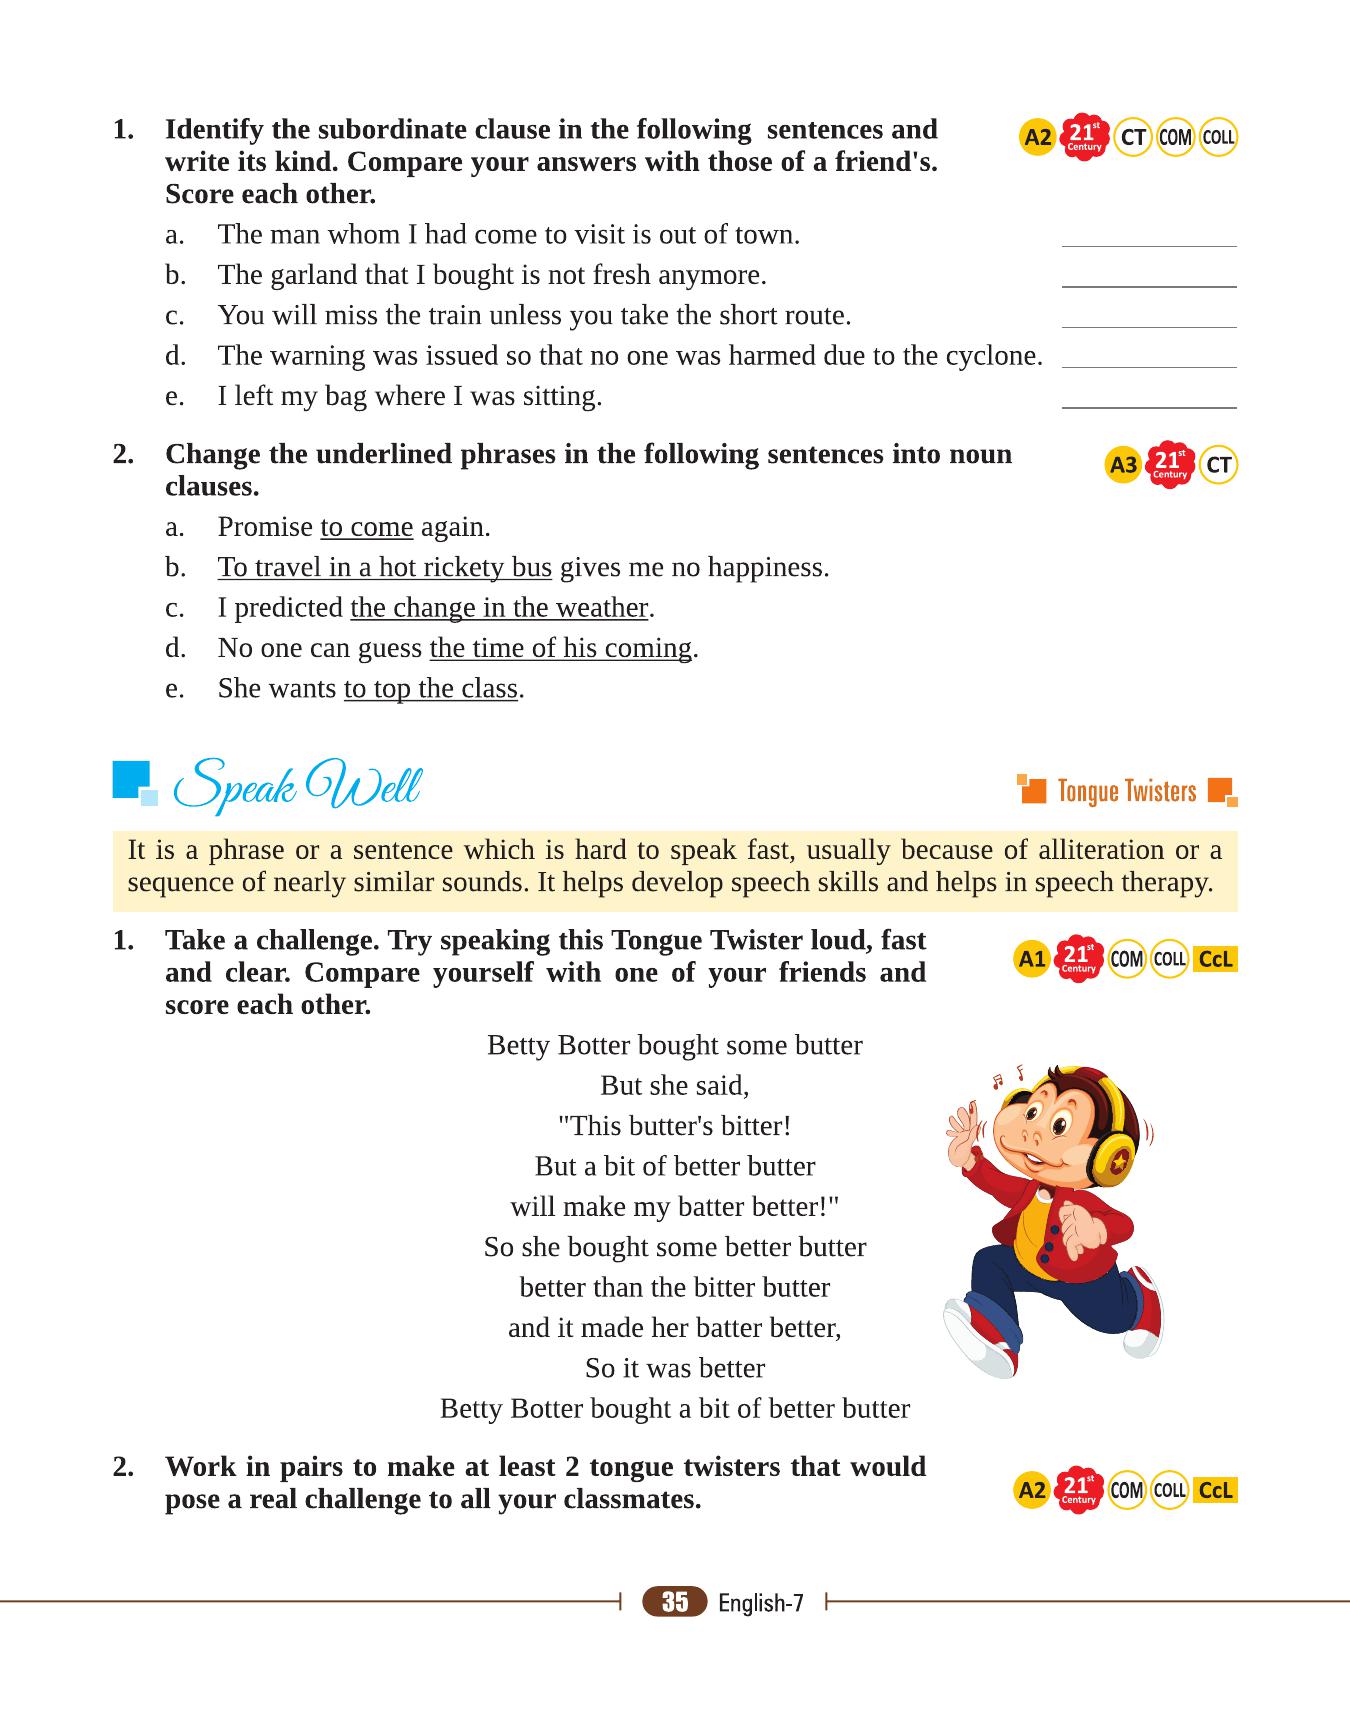 1. Identify the subordinate clause in the following sentences and
write its kind. Compare your answers with those of a friend's.
Score each other.
A2 21st Century CT COM COLL
a. The man whom I had come to visit is out of town.
b. The garland that I bought is not fresh anymore.
c. You will miss the train unless you take the short route.
d. The warning was issued so that no one was harmed due to the cyclone.
e. I left my bag where I was sitting.
2. Change the underlined phrases in the following sentences into noun
clauses.
A3 21st Century CT
a. Promise to come again.
b. To travel in a hot rickety bus gives me no happiness.
c. I predicted the change in the weather.
d. No one can guess the time of his coming.
e. She wants to top the class.
Speak Well
Tongue Twisters
It is a phrase or a sentence which is hard to speak fast, usually because of alliteration or a
sequence of nearly similar sounds. It helps develop speech skills and helps in speech therapy.
1. Take a challenge. Try speaking this Tongue Twister loud, fast
and clear. Compare yourself with one of your friends and
score each other.
A1 21st Century COM COLL CcL
Betty Botter bought some butter
But she said,
"This butter's bitter!
But a bit of better butter
will make my batter better!"
So she bought some better butter
better than the bitter butter
and it made her batter better,
So it was better
Betty Botter bought a bit of better butter
2. Work in pairs to make at least 2 tongue twisters that would
pose a real challenge to all your classmates.
A2 21st Century COM COLL CcL
35 English-7